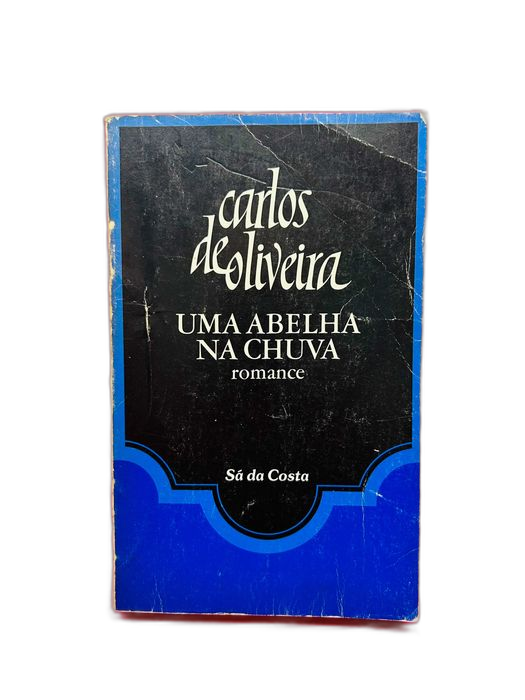 carlos
de oliveira
UMA ABELHA
NA CHUVA
romance
Sá da Costa